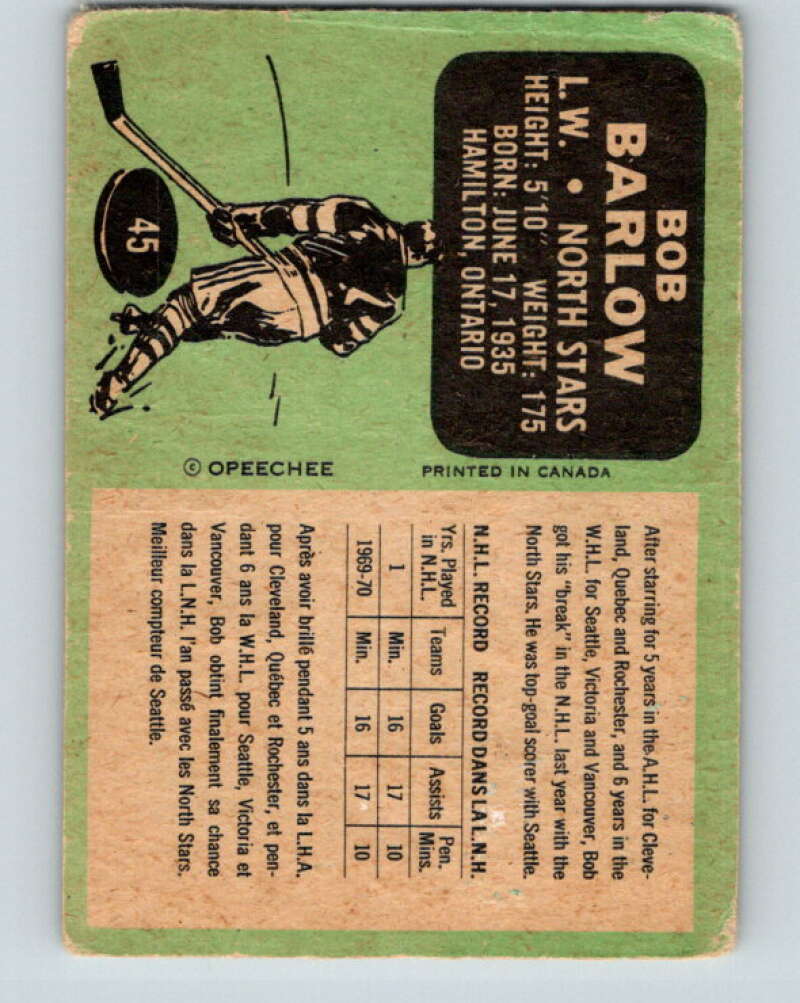 BOB
BARLOW
L.W. • NORTH STARS
HEIGHT: 5'10" WEIGHT: 175
BORN: JUNE 17, 1935
HAMILTON, ONTARIO
45
7
© OPEECHEE
PRINTED IN CANADA
After starring for 5 years in the A.H.L. for Cleve-
land, Quebec and Rochester, and 6 years in the
W.H.L. for Seattle, Victoria and Vancouver, Bob
got his "break" in the N.H.L. last year with the
North Stars. He was top-goal scorer with Seattle.
N.H.L. RECORD RECORD DANS LA L.N.H.
Yrs. Played in N.H.L. Teams Goals Assists Pen. Mins.
1 Min. 16 17 10
1969-70 Min. 16 17 10
Après avoir brillé pendant 5 ans dans la L.H.A.
pour Cleveland, Québec et Rochester, et pen-
dant 6 ans la W.H.L. pour Seattle, Victoria et
Vancouver, Bob obtint finalement sa chance
dans la L.N.H. l'an passé avec les North Stars.
Meilleur compteur de Seattle.